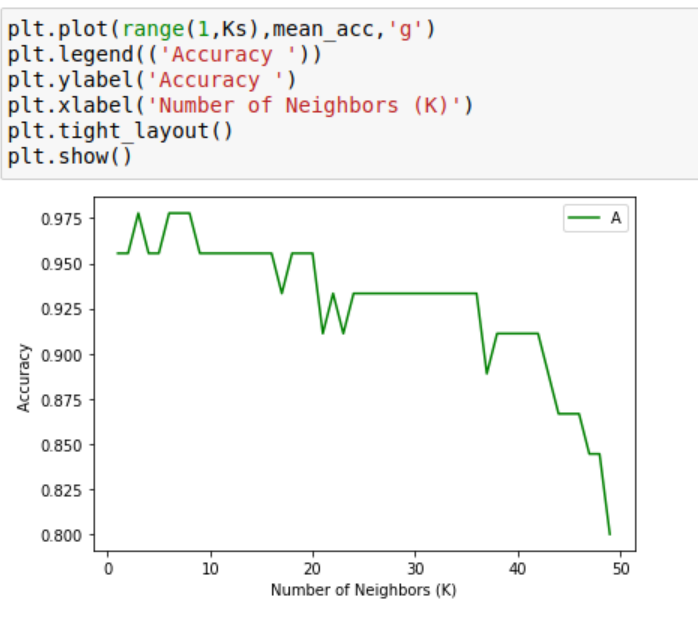 plt.plot(range(1,Ks),mean_acc,'g')
plt.legend(('Accuracy '))
plt.ylabel('Accuracy ')
plt.xlabel('Number of Neighbors (K)')
plt.tight_layout()
plt.show()
A
0.975
0.950
0.925
0.900
0.875
0.850
0.825
0.800
Accuracy
0 10 20 30 40 50
Number of Neighbors (K)